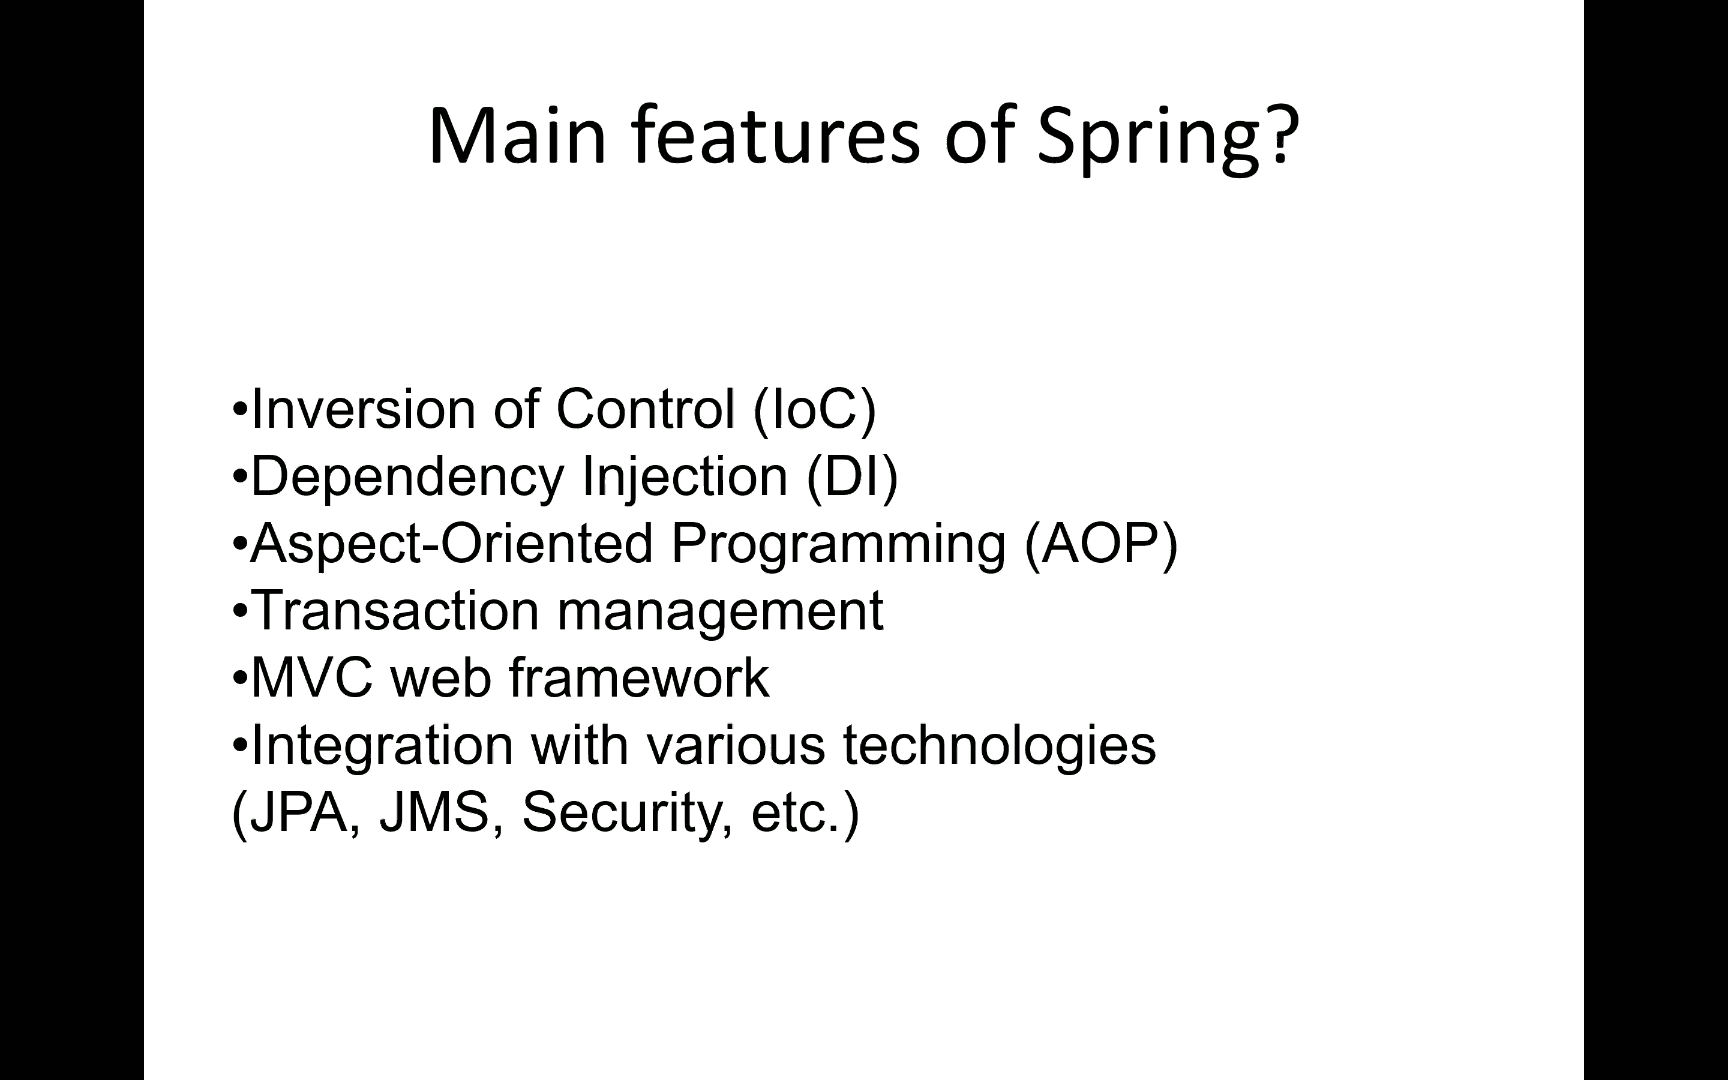 Main features of Spring?
•Inversion of Control (IoC)
•Dependency Injection (DI)
•Aspect-Oriented Programming (AOP)
•Transaction management
•MVC web framework
•Integration with various technologies
(JPA, JMS, Security, etc.)